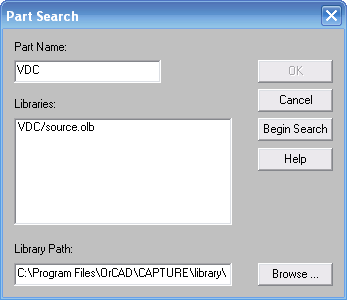 Part Search
Part Name:
VDC
OK
Libraries:
Cancel
VDC/source.olb
Begin Search
Help
Library Path:
C:\Program Files\OrCAD\CAPTURE\library\
Browse ...